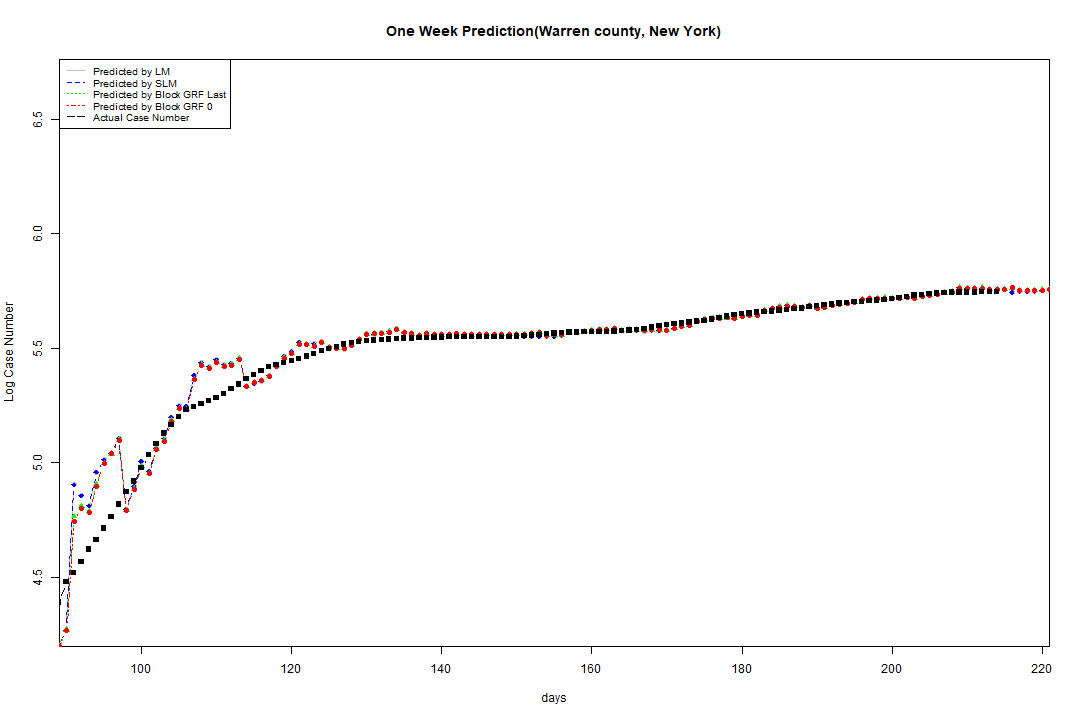 One Week Prediction(Warren county, New York)
Predicted by LM
Predicted by SLM
Predicted by Block GRF Last
Predicted by Block GRF 0
Actual Case Number
6.5
6.0
5.5
5.0
4.5
Log Case Number
100 120 140 160 180 200 220
days